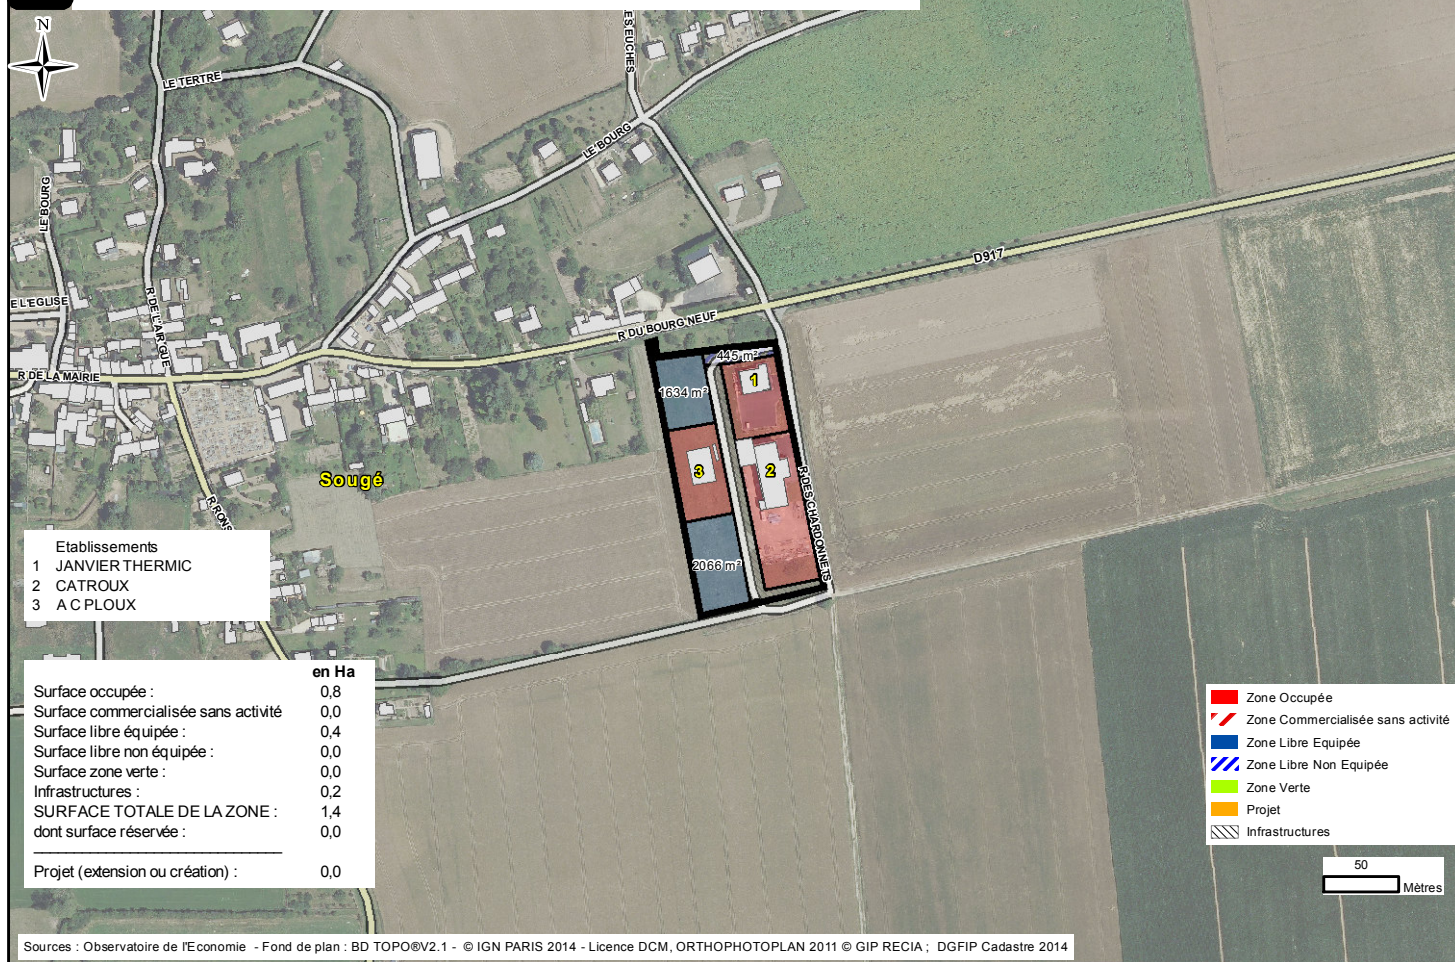 N
LE TERTRE
LES EUCHES
LE BOURG
LE BOURG
D917
E L'EGLISE
R DE L'AIRGUE
R DU BOURG NEUF
R DE LA MAIRIE
445 m²
1634 m²
1
3
2
Sougé
R RONS
R DES CHARDONNETS
2066 m²
Etablissements
1 JANVIER THERMIC
2 CATROUX
3 A C PLOUX
en Ha
Surface occupée : 0,8
Surface commercialisée sans activité 0,0
Surface libre équipée : 0,4
Surface libre non équipée : 0,0
Surface zone verte : 0,0
Infrastructures : 0,2
SURFACE TOTALE DE LA ZONE : 1,4
dont surface réservée : 0,0
Projet (extension ou création) : 0,0
Zone Occupée
Zone Commercialisée sans activité
Zone Libre Equipée
Zone Libre Non Equipée
Zone Verte
Projet
Infrastructures
50
Mètres
Sources : Observatoire de l'Economie - Fond de plan : BD TOPO®V2.1 - © IGN PARIS 2014 - Licence DCM, ORTHOPHOTOPLAN 2011 © GIP RECIA ; DGFIP Cadastre 2014